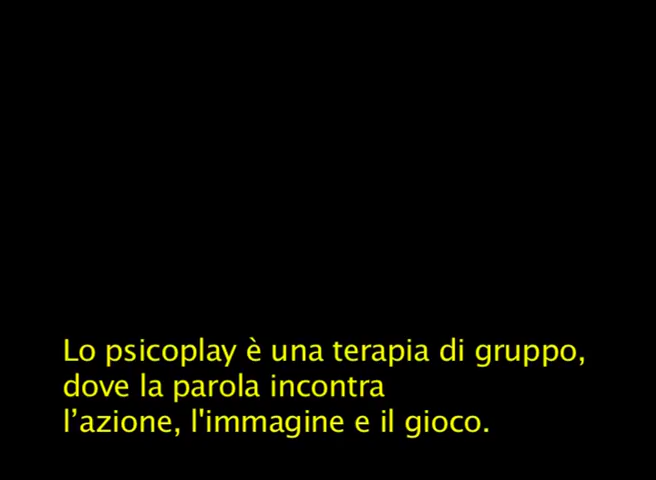 Lo psicoplay è una terapia di gruppo,
dove la parola incontra
l’azione, l'immagine e il gioco.